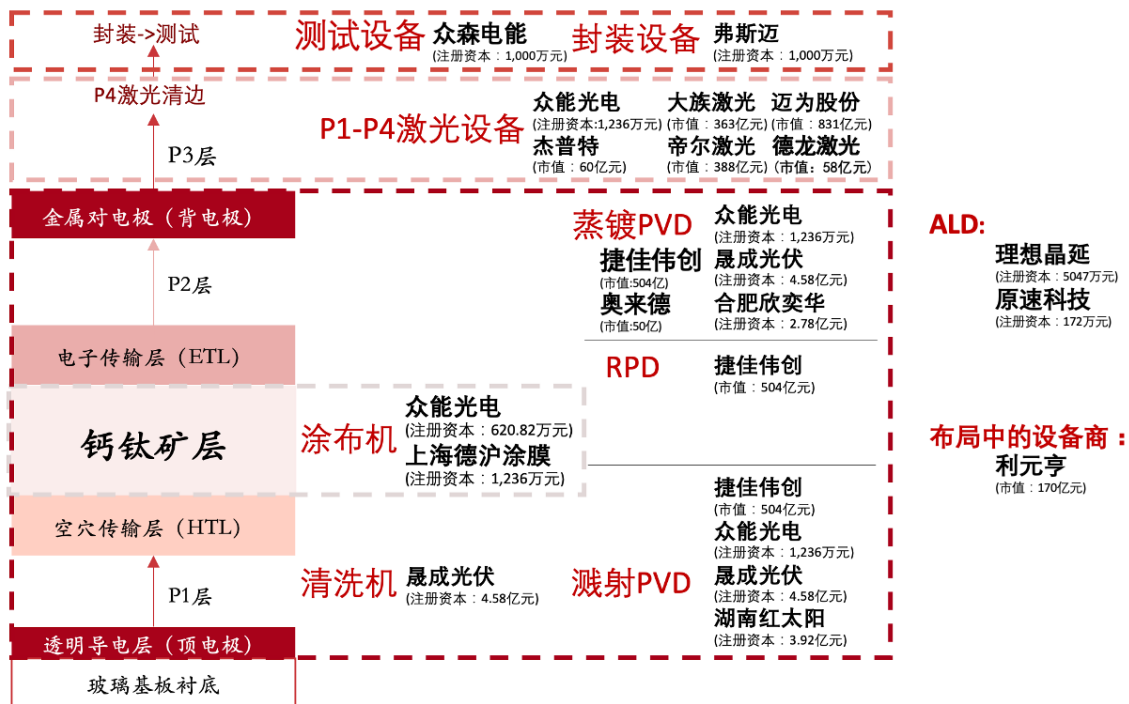 封装->测试
测试设备
众森电能
(注册资本：1,000万元)
封装设备
弗斯迈
(注册资本：1,000万元)
P4激光清边
P3层
P1-P4激光设备
众能光电
(注册资本:1,236万元)
大族激光
(市值：363亿元)
迈为股份
(市值：831亿元)
杰普特
(市值：60亿元)
帝尔激光
(市值：388亿元)
德龙激光
(市值：58亿元)
金属对电极（背电极）
P2层
电子传输层（ETL）
钙钛矿层
空穴传输层（HTL）
P1层
透明导电层（顶电极）
玻璃基板衬底
涂布机
众能光电
(注册资本：620.82万元)
上海德沪涂膜
(注册资本：1,236万元)
清洗机
晟成光伏
(注册资本：4.58亿元)
蒸镀PVD
众能光电
(注册资本：1,236万元)
捷佳伟创
(市值:504亿)
晟成光伏
(注册资本：4.58亿元)
奥来德
(市值:50亿)
合肥欣奕华
(注册资本：2.78亿元)
RPD
捷佳伟创
(市值：504亿元)
溅射PVD
捷佳伟创
(市值：504亿元)
众能光电
(注册资本：1,236万元)
晟成光伏
(注册资本：4.58亿元)
湖南红太阳
(注册资本：3.92亿元)
ALD:
理想晶延
(注册资本：5047万元)
原速科技
(注册资本：172万元)
布局中的设备商：
利元亨
(市值：170亿元)